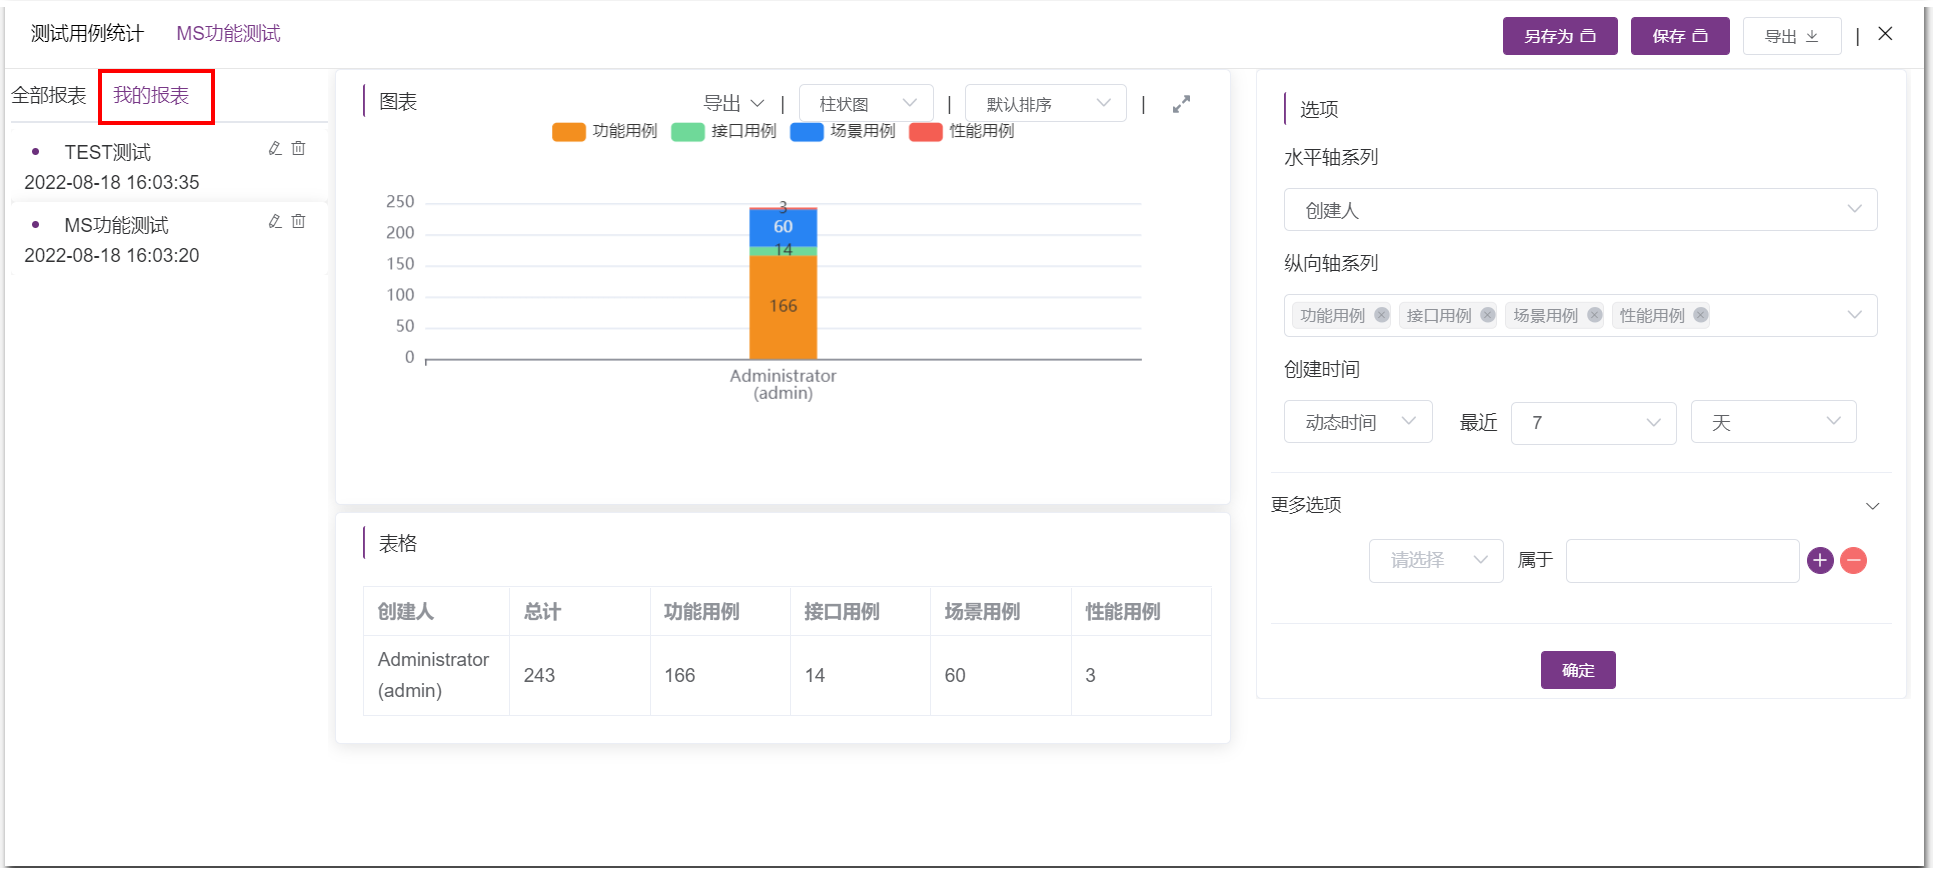 测试用例统计 MS功能测试 另存为 保存 导出 |
全部报表 我的报表
TEST测试
2022-08-18 16:03:35
MS功能测试
2022-08-18 16:03:20
图表 导出 | 柱状图 | 默认排序 |
功能用例 接口用例 场景用例 性能用例
250
200
150
100
50
0
3
60
14
166
Administrator
(admin)
表格
创建人 总计 功能用例 接口用例 场景用例 性能用例
Administrator
(admin) 243 166 14 60 3
选项
水平轴系列
创建人
纵向轴系列
功能用例 接口用例 场景用例 性能用例
创建时间
动态时间 最近 7 天
更多选项
请选择 属于
确定